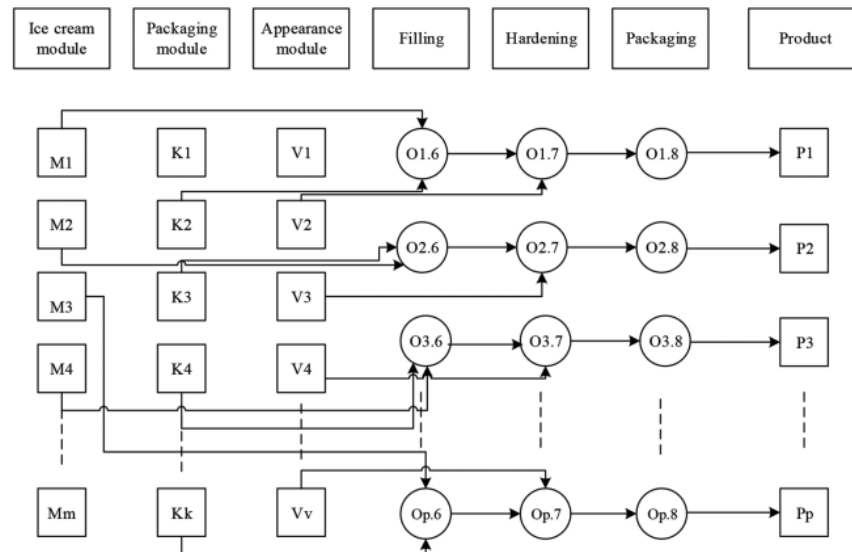 Ice cream
module
Packaging
module
Appearance
module
Filling
Hardening
Packaging
Product
M1
K1
V1
O1.6
O1.7
O1.8
P1
M2
K2
V2
O2.6
O2.7
O2.8
P2
M3
K3
V3
O3.6
O3.7
O3.8
P3
M4
K4
V4
Mm
Kk
Vv
Op.6
Op.7
Op.8
Pp